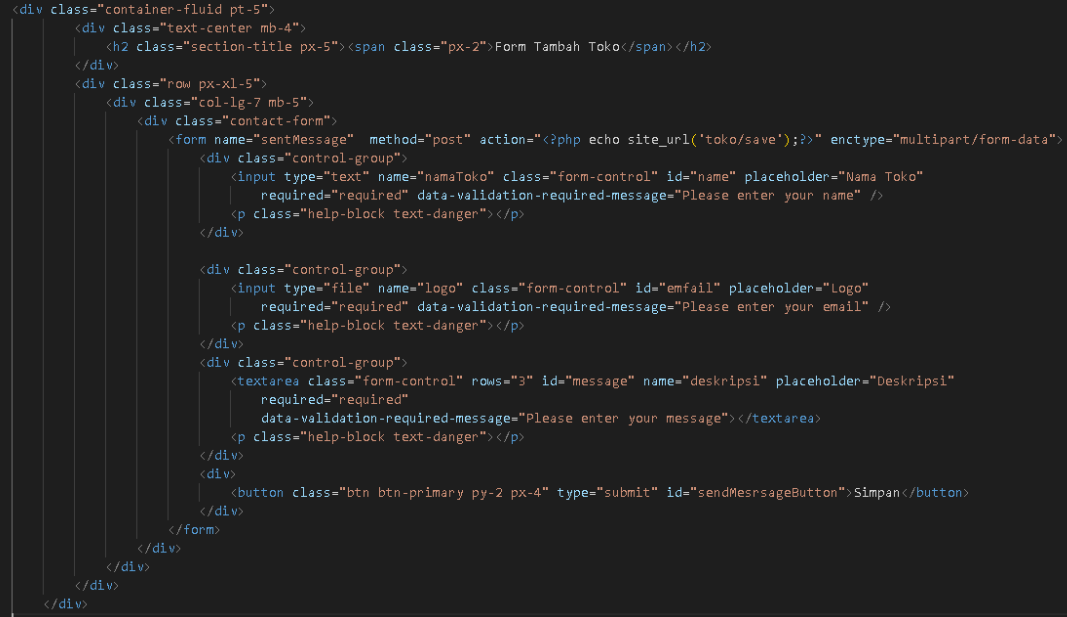 <div class="container-fluid pt-5">
<div class="text-center mb-4">
<h2 class="section-title px-5"><span class="px-2">Form Tambah Toko</span></h2>
</div>
<div class="row px-xl-5">
<div class="col-lg-7 mb-5">
<div class="contact-form">
<form name="sentMessage"  method="post" action="<?php echo site_url('toko/save');?>" enctype="multipart/form-data">
<div class="control-group">
<input type="text" name="namaToko" class="form-control" id="name" placeholder="Nama Toko"
required="required" data-validation-required-message="Please enter your name" />
<p class="help-block text-danger"></p>
</div>
<div class="control-group">
<input type="file" name="logo" class="form-control" id="emfail" placeholder="Logo"
required="required" data-validation-required-message="Please enter your email" />
<p class="help-block text-danger"></p>
</div>
<div class="control-group">
<textarea class="form-control" rows="3" id="message" name="deskripsi" placeholder="Deskripsi"
required="required"
data-validation-required-message="Please enter your message"></textarea>
<p class="help-block text-danger"></p>
</div>
<div>
<button class="btn btn-primary py-2 px-4" type="submit" id="sendMesrsageButton">Simpan</button>
</div>
</form>
</div>
</div>
</div>
</div>